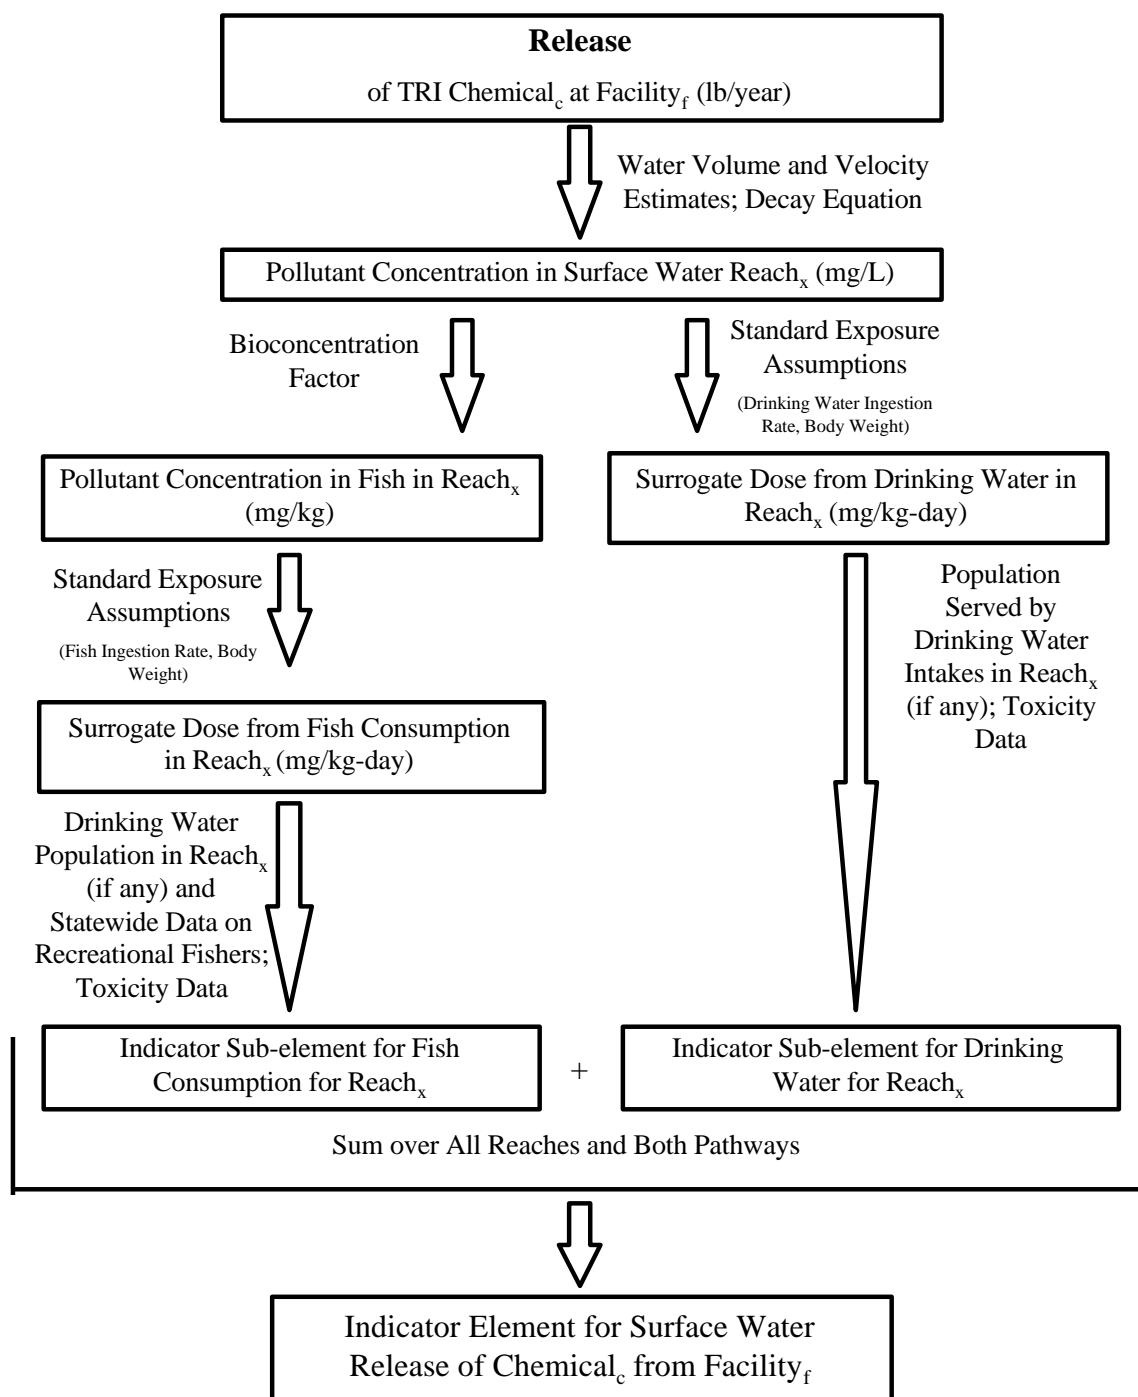 Release
of TRI Chemical_c at Facility_f (lb/year)
Water Volume and Velocity
Estimates; Decay Equation
Pollutant Concentration in Surface Water Reach_x (mg/L)
Bioconcentration
Factor
Standard Exposure
Assumptions
(Drinking Water Ingestion
Rate, Body Weight)
Pollutant Concentration in Fish in Reach_x
(mg/kg)
Surrogate Dose from Drinking Water in
Reach_x (mg/kg-day)
Standard Exposure
Assumptions
(Fish Ingestion Rate, Body
Weight)
Population
Served by
Drinking Water
Intakes in Reach_x
(if any); Toxicity
Data
Surrogate Dose from Fish Consumption
in Reach_x (mg/kg-day)
Drinking Water
Population in Reach_x
(if any) and
Statewide Data on
Recreational Fishers;
Toxicity Data
Indicator Sub-element for Fish
Consumption for Reach_x
+
Indicator Sub-element for Drinking
Water for Reach_x
Sum over All Reaches and Both Pathways
Indicator Element for Surface Water
Release of Chemical_c from Facility_f